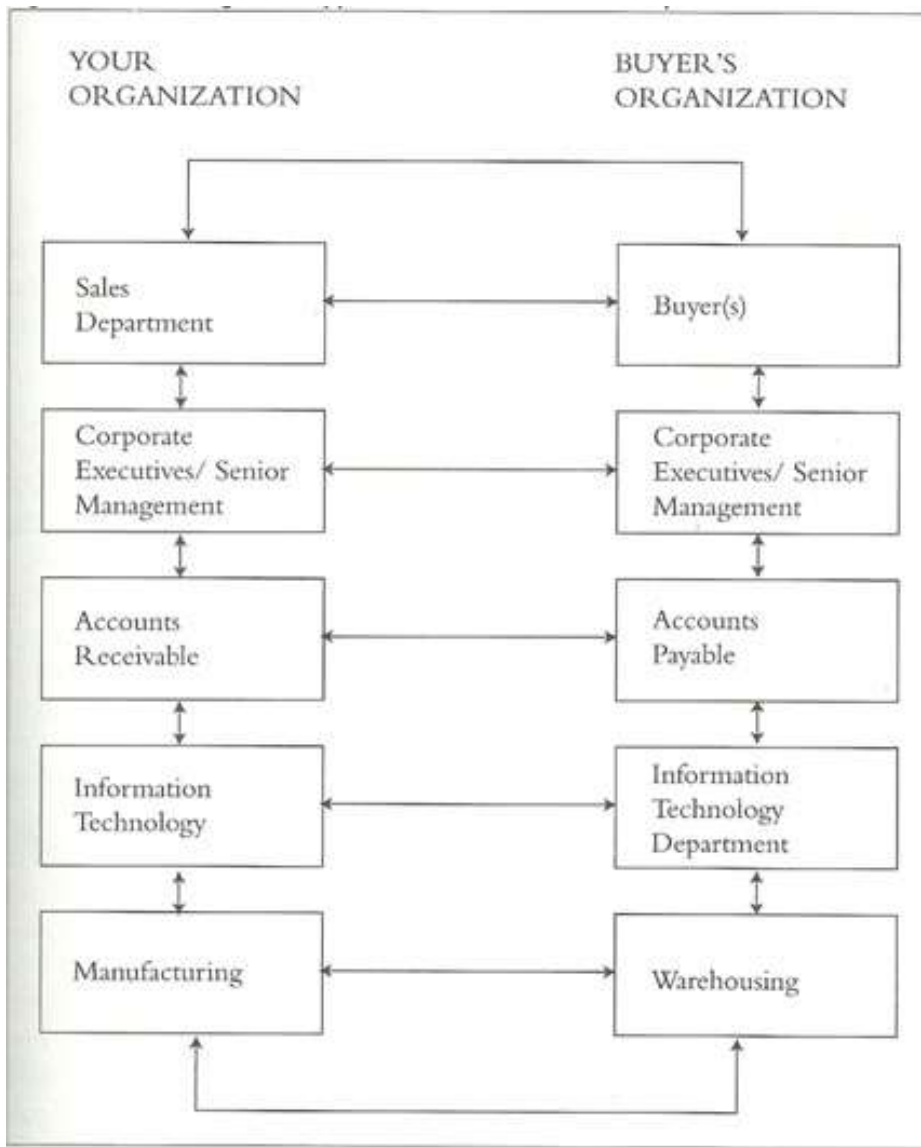 YOUR
ORGANIZATION
BUYER'S
ORGANIZATION
Sales
Department
Buyer(s)
Corporate
Executives/ Senior
Management
Corporate
Executives/ Senior
Management
Accounts
Receivable
Accounts
Payable
Information
Technology
Information
Technology
Department
Manufacturing
Warehousing